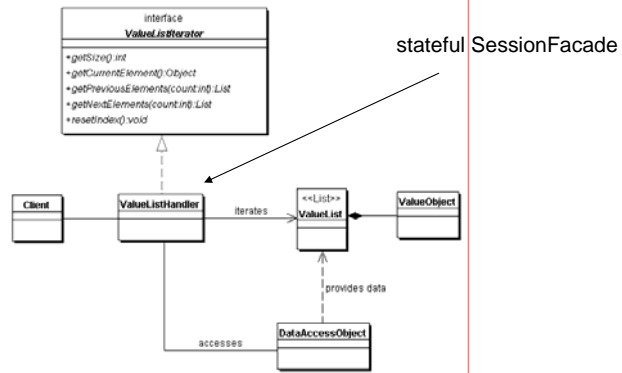 interface
ValueListIterator
+getSize():int
+getCurrentElement():Object
+getPreviousElements(count:int):List
+getNextElements(count:int):List
+resetIndex():void
stateful SessionFacade
Client
ValueListHandler
iterates
<<List>>
ValueList
ValueObject
provides data
DataAccessObject
accesses